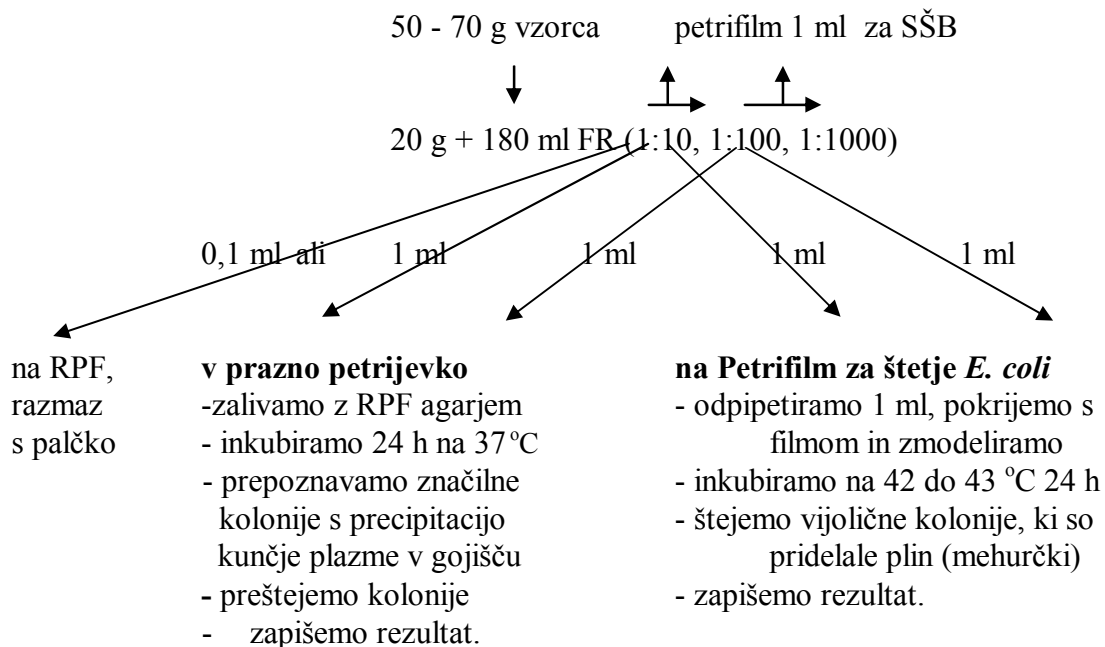 50 - 70 g vzorca petrifilm 1 ml za SŠB
20 g + 180 ml FR (1:10, 1:100, 1:1000)
0,1 ml ali 1 ml 1 ml 1 ml 1 ml
na RPF,
razmaz
s palčko
v prazno petrijevko
-zalivamo z RPF agarjem
- inkubiramo 24 h na 37 °C
- prepoznavamo značilne
kolonije s precipitacijo
kunčje plazme v gojišču
- preštejemo kolonije
- zapišemo rezultat.
na Petrifilm za štetje E. coli
- odpipetiramo 1 ml, pokrijemo s
filmom in zmodeliramo
- inkubiramo na 42 do 43 °C 24 h
- štejemo vijolične kolonije, ki so
pridelale plin (mehurčki)
- zapišemo rezultat.